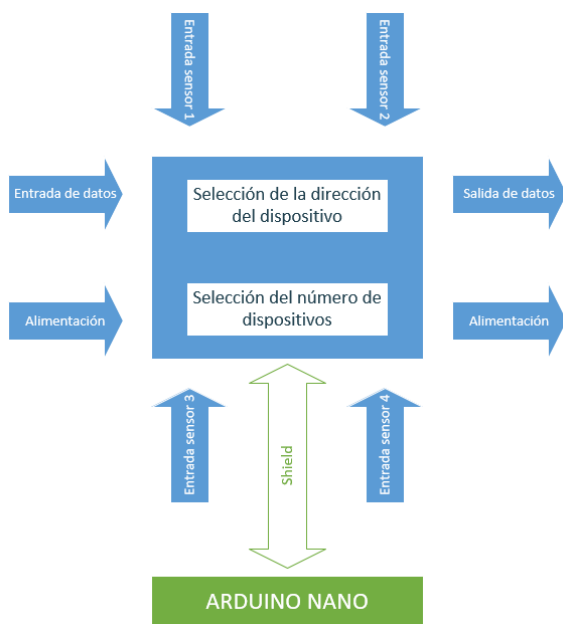 Entrada sensor 1
Entrada sensor 2
Entrada de datos
Selección de la dirección
del dispositivo
Salida de datos
Alimentación
Selección del número de
dispositivos
Alimentación
Entrada sensor 3
Shield
Entrada sensor 4
ARDUINO NANO